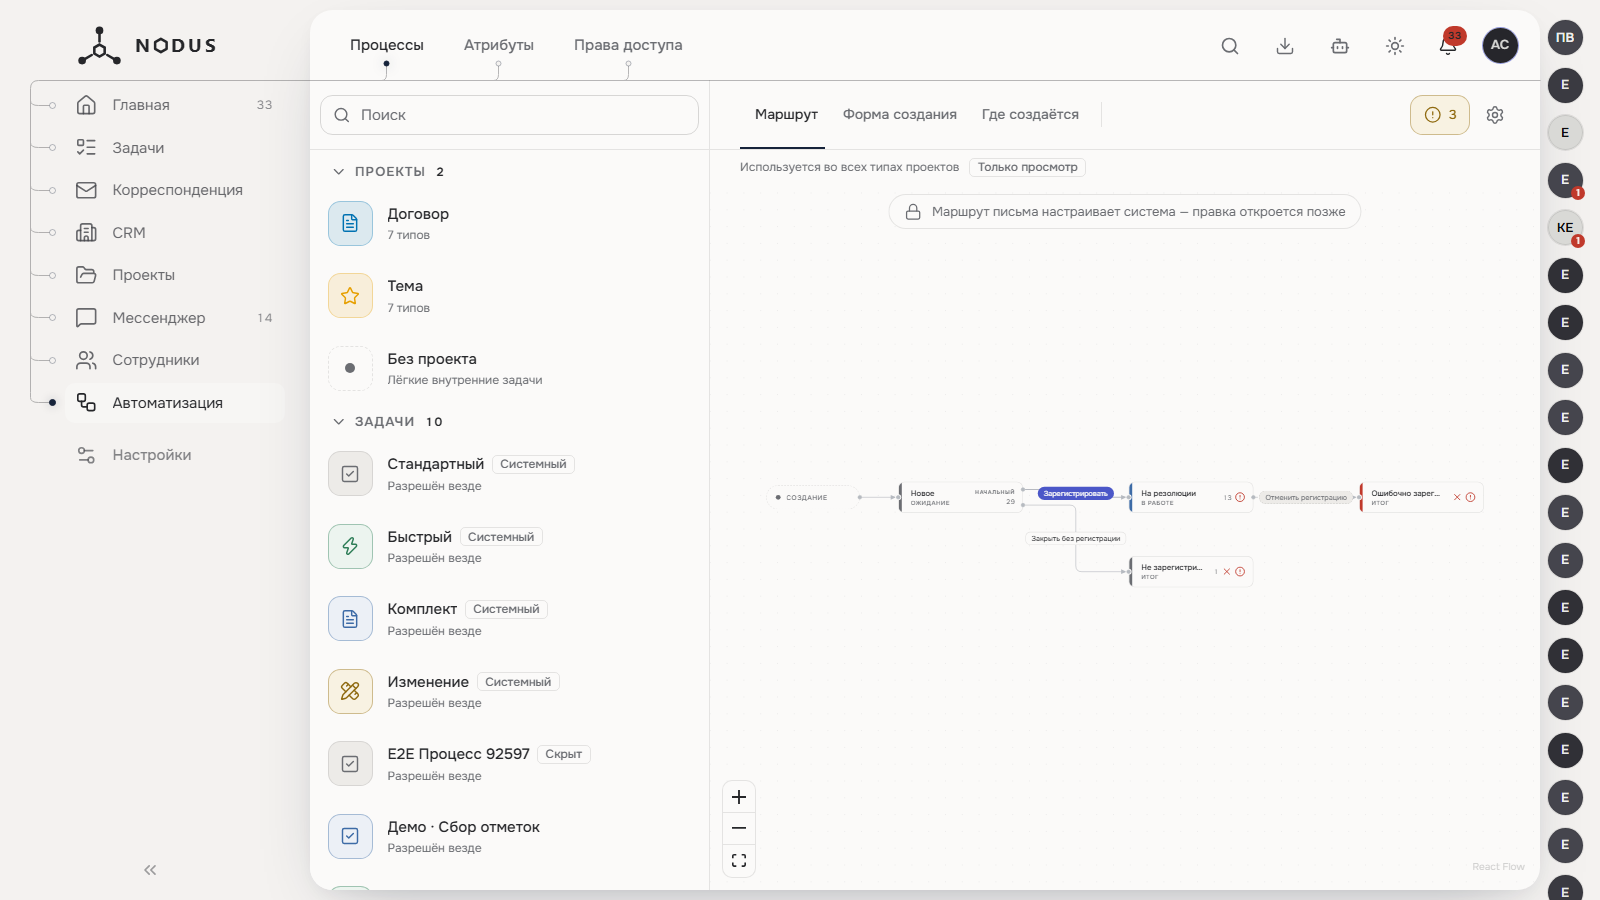 NODUS
Процессы
Атрибуты
Права доступа
33
АС
Главная 33
Задачи
Корреспонденция
CRM
Проекты
Мессенджер 14
Сотрудники
Автоматизация
Настройки
Поиск
ПРОЕКТЫ 2
Договор
7 типов
Тема
7 типов
Без проекта
Лёгкие внутренние задачи
ЗАДАЧИ 10
Стандартный Системный
Разрешён везде
Быстрый Системный
Разрешён везде
Комплект Системный
Разрешён везде
Изменение Системный
Разрешён везде
E2E Процесс 92597 Скрыт
Разрешён везде
Демо · Сбор отметок
Разрешён везде
Маршрут
Форма создания
Где создаётся
3
Используется во всех типах проектов Только просмотр
Маршрут письма настраивает система — правка откроется позже
СОЗДАНИЕ
Новое НАЧАЛЬНЫЙ
ОЖИДАНИЕ 29
Зарегистрировать
На резолюции 13
В РАБОТЕ
Отменить регистрацию
Ошибочно зарег...
ИТОГ
Закрыть без регистрации
Не зарегистри... 1
ИТОГ
React Flow
ПВ
Е
Е
Е
1
КЕ
1
Е
Е
Е
Е
Е
Е
Е
Е
Е
Е
Е
Е
Е
Е